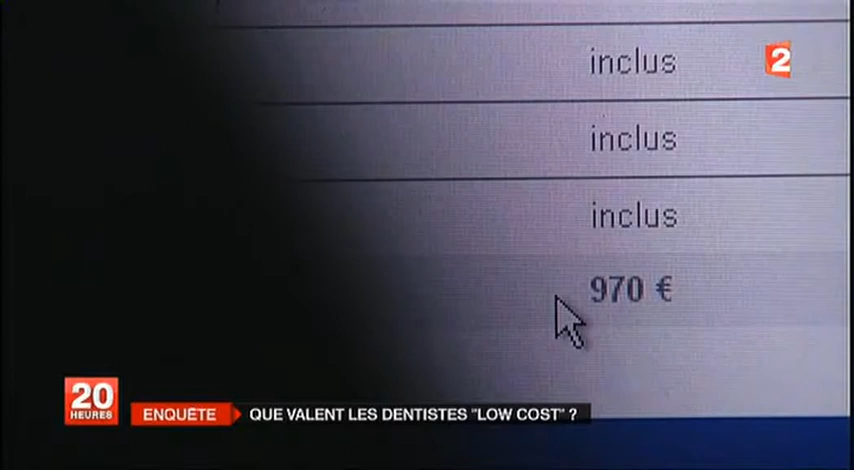 inclus
2
inclus
inclus
970 €
20
HEURES
ENQUÊTE
QUE VALENT LES DENTISTES "LOW COST" ?